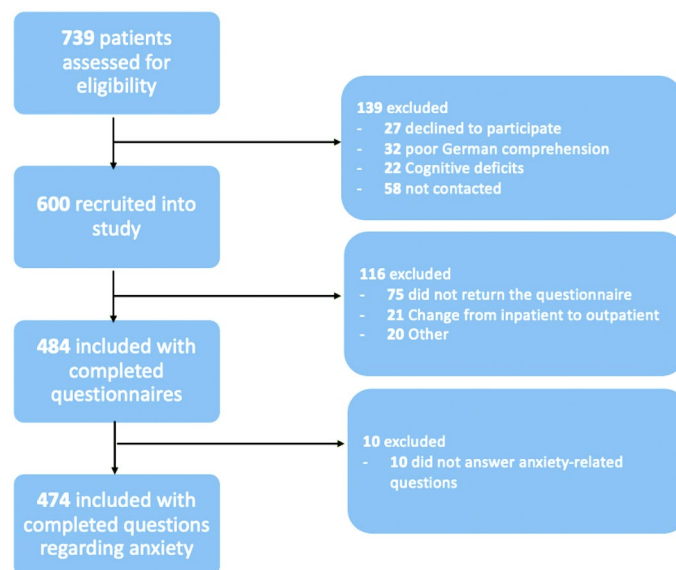 739 patients
assessed for
eligibility
139 excluded
- 27 declined to participate
- 32 poor German comprehension
- 22 Cognitive deficits
- 58 not contacted
600 recruited into
study
116 excluded
- 75 did not return the questionnaire
- 21 Change from inpatient to outpatient
- 20 Other
484 included with
completed
questionnaires
10 excluded
- 10 did not answer anxiety-related
questions
474 included with
completed questions
regarding anxiety